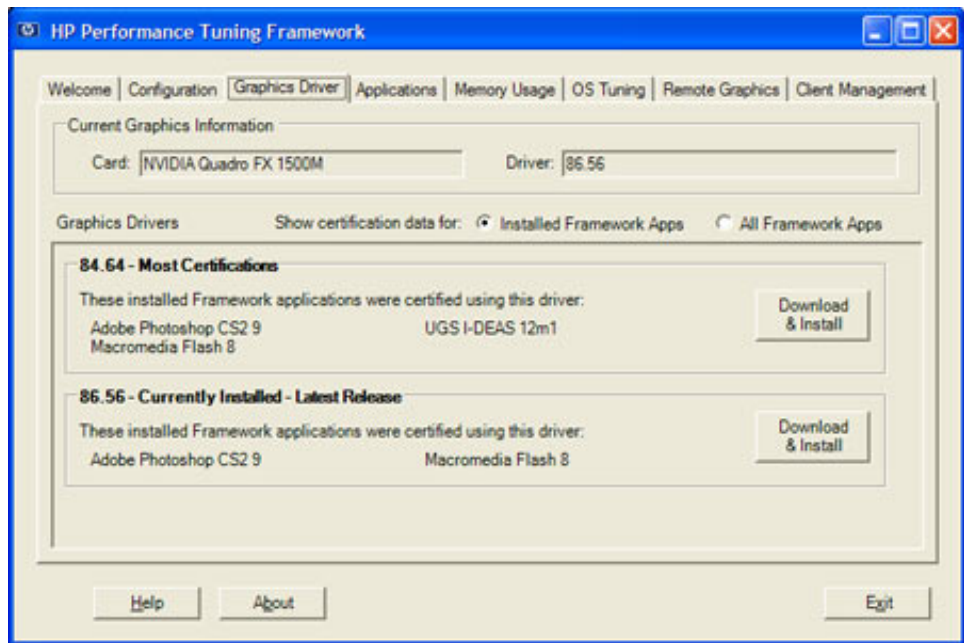 HP Performance Tuning Framework
Welcome Configuration Graphics Driver Applications Memory Usage OS Tuning Remote Graphics Client Management
Current Graphics Information
Card: NVIDIA Quadro FX 1500M Driver: 86.56
Graphics Drivers Show certification data for: Installed Framework Apps All Framework Apps
84.64 - Most Certifications
These installed Framework applications were certified using this driver:
Adobe Photoshop CS2 9 UGS I-DEAS 12m1
Macromedia Flash 8
Download
& Install
86.56 - Currently Installed - Latest Release
These installed Framework applications were certified using this driver:
Adobe Photoshop CS2 9 Macromedia Flash 8
Download
& Install
Help About Exit